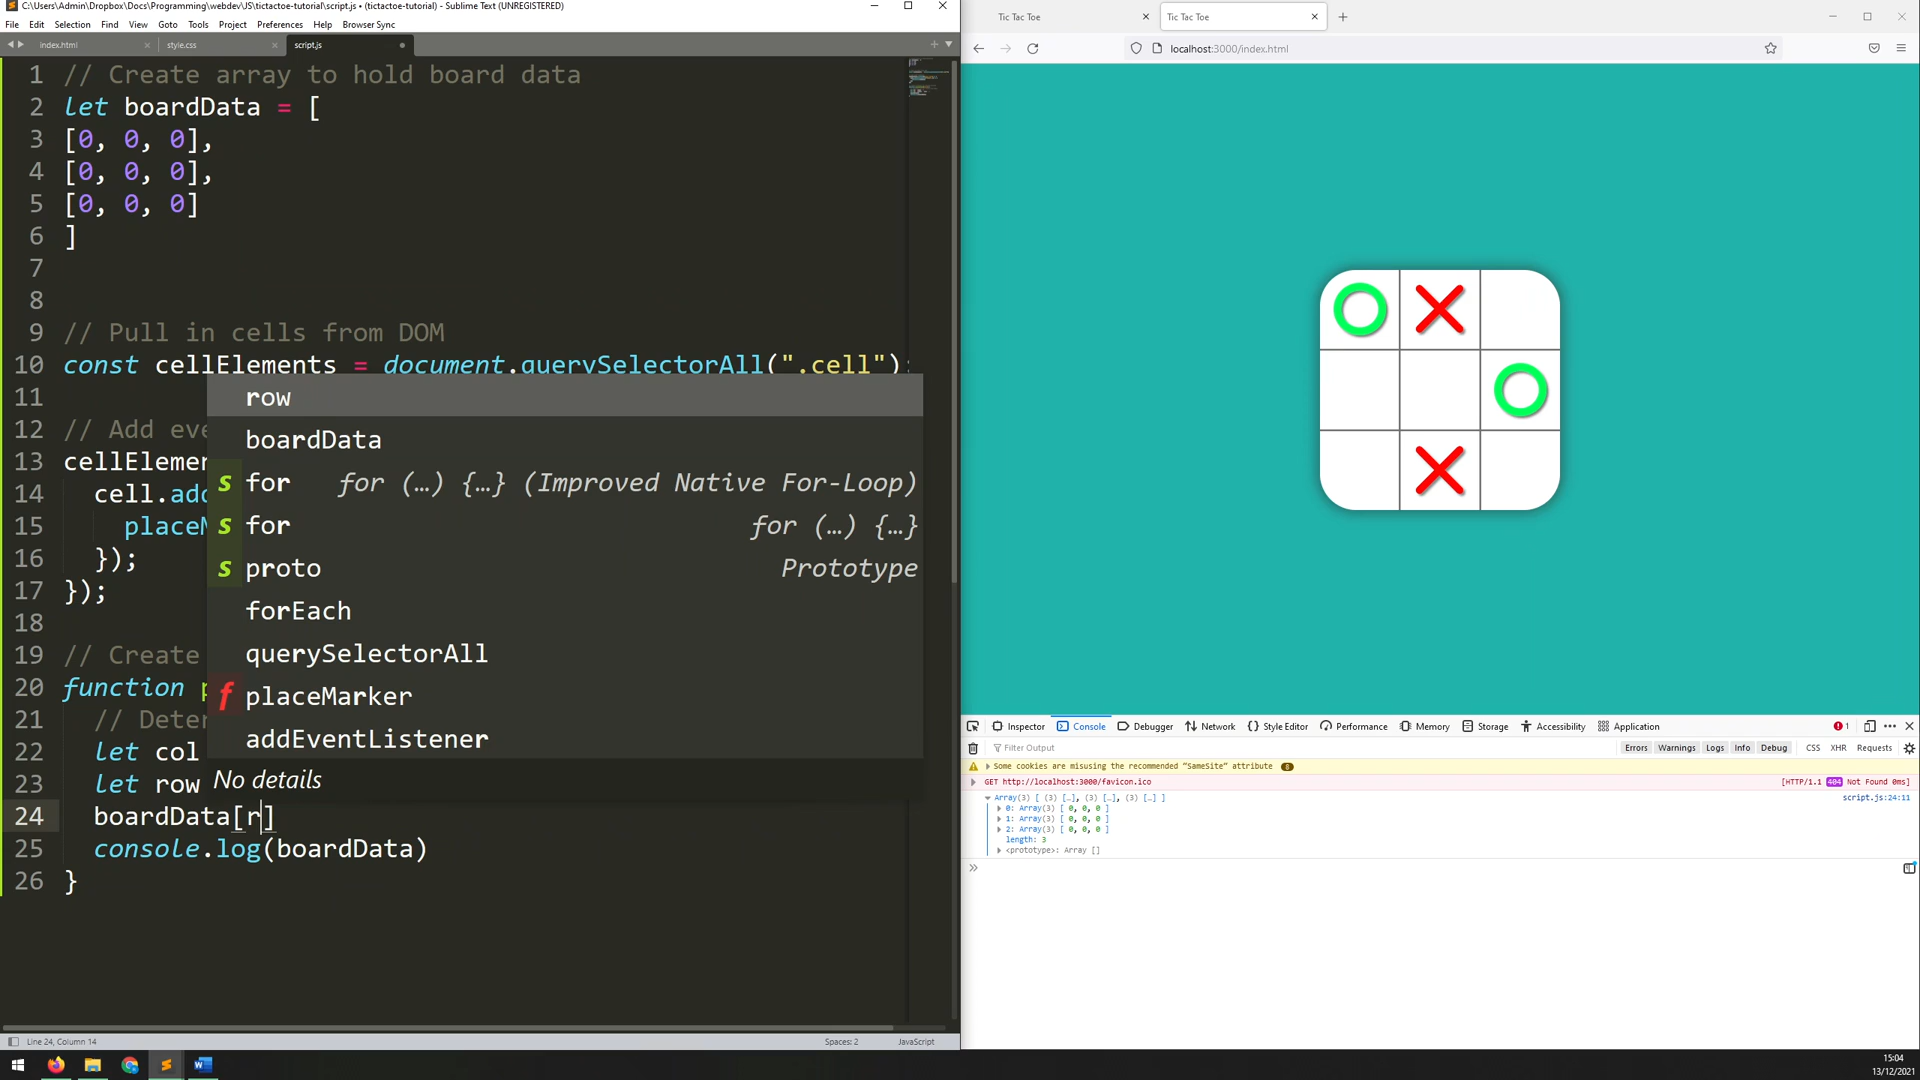 C:\Users\Admin\Dropbox\Docs\Programming\webdev\JS\tictactoe-tutorial\script.js • (tictactoe-tutorial) - Sublime Text (UNREGISTERED)
File Edit Selection Find View Goto Tools Project Preferences Help Browser Sync
index.html style.css script.js
1 // Create array to hold board data
2 let boardData = [
3 [0, 0, 0],
4 [0, 0, 0],
5 [0, 0, 0]
6 ]
7
8
9 // Pull in cells from DOM
10 const cellElements = document.querySelectorAll(".cell");
11
12 // Add eve
13 cellElemen
14 cell.add
15 placeM
16 });
17 });
18
19 // Create
20 function p
21 // Deter
22 let col
23 let row
24 boardData[r]
25 console.log(boardData)
26 }
row
boardData
s for for (…) {…} (Improved Native For-Loop)
s for for (…) {…}
s proto Prototype
forEach
querySelectorAll
f placeMarker
addEventListener
No details
Line 24, Column 14 Spaces: 2 JavaScript
Tic Tac Toe Tic Tac Toe
localhost:3000/index.html
Inspector Console Debugger Network Style Editor Performance Memory Storage Accessibility Application 1
Filter Output Errors Warnings Logs Info Debug CSS XHR Requests
Some cookies are misusing the recommended "SameSite" attribute 8
GET http://localhost:3000/favicon.ico [HTTP/1.1 404 Not Found 0ms]
Array(3) [ (3) […], (3) […], (3) […] ] script.js:24:11
0: Array(3) [ 0, 0, 0 ]
1: Array(3) [ 0, 0, 0 ]
2: Array(3) [ 0, 0, 0 ]
length: 3
<prototype>: Array []
15:04
13/12/2021